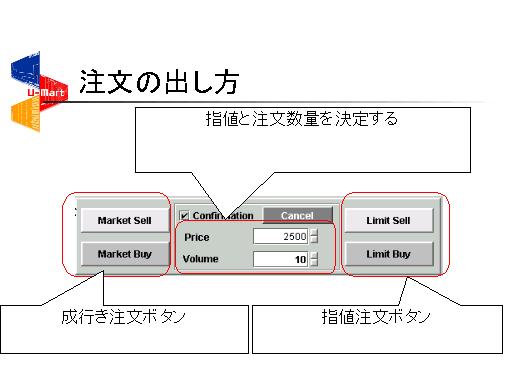 U-Mart
注文の出し方
指値と注文数量を決定する
Market Sell
Confirmation
Cancel
Limit Sell
Price
2500
Market Buy
Volume
10
Limit Buy
成行き注文ボタン
指値注文ボタン